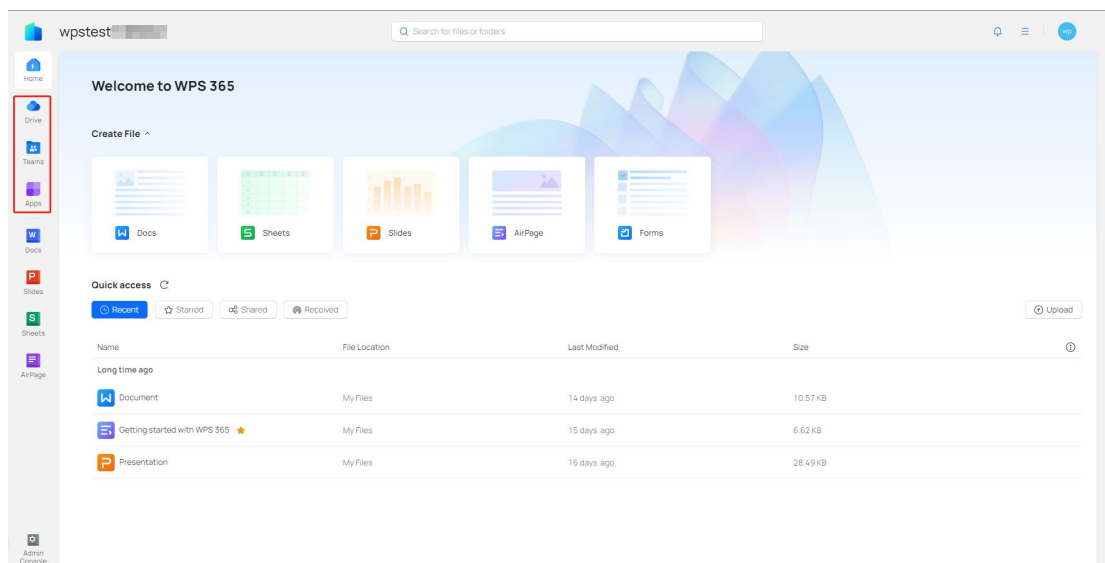 wpstest
Search for files or folders
wp
Home
Drive
Teams
Apps
Docs
Slides
Sheets
AirPage
Admin
Console
Welcome to WPS 365
Create File
Docs
Sheets
Slides
AirPage
Forms
Quick access
Recent
Starred
Shared
Received
Upload
Name File Location Last Modified Size
Long time ago
Document My Files 14 days ago 10.57 KB
Getting started with WPS 365 My Files 15 days ago 6.62 KB
Presentation My Files 16 days ago 28.49 KB